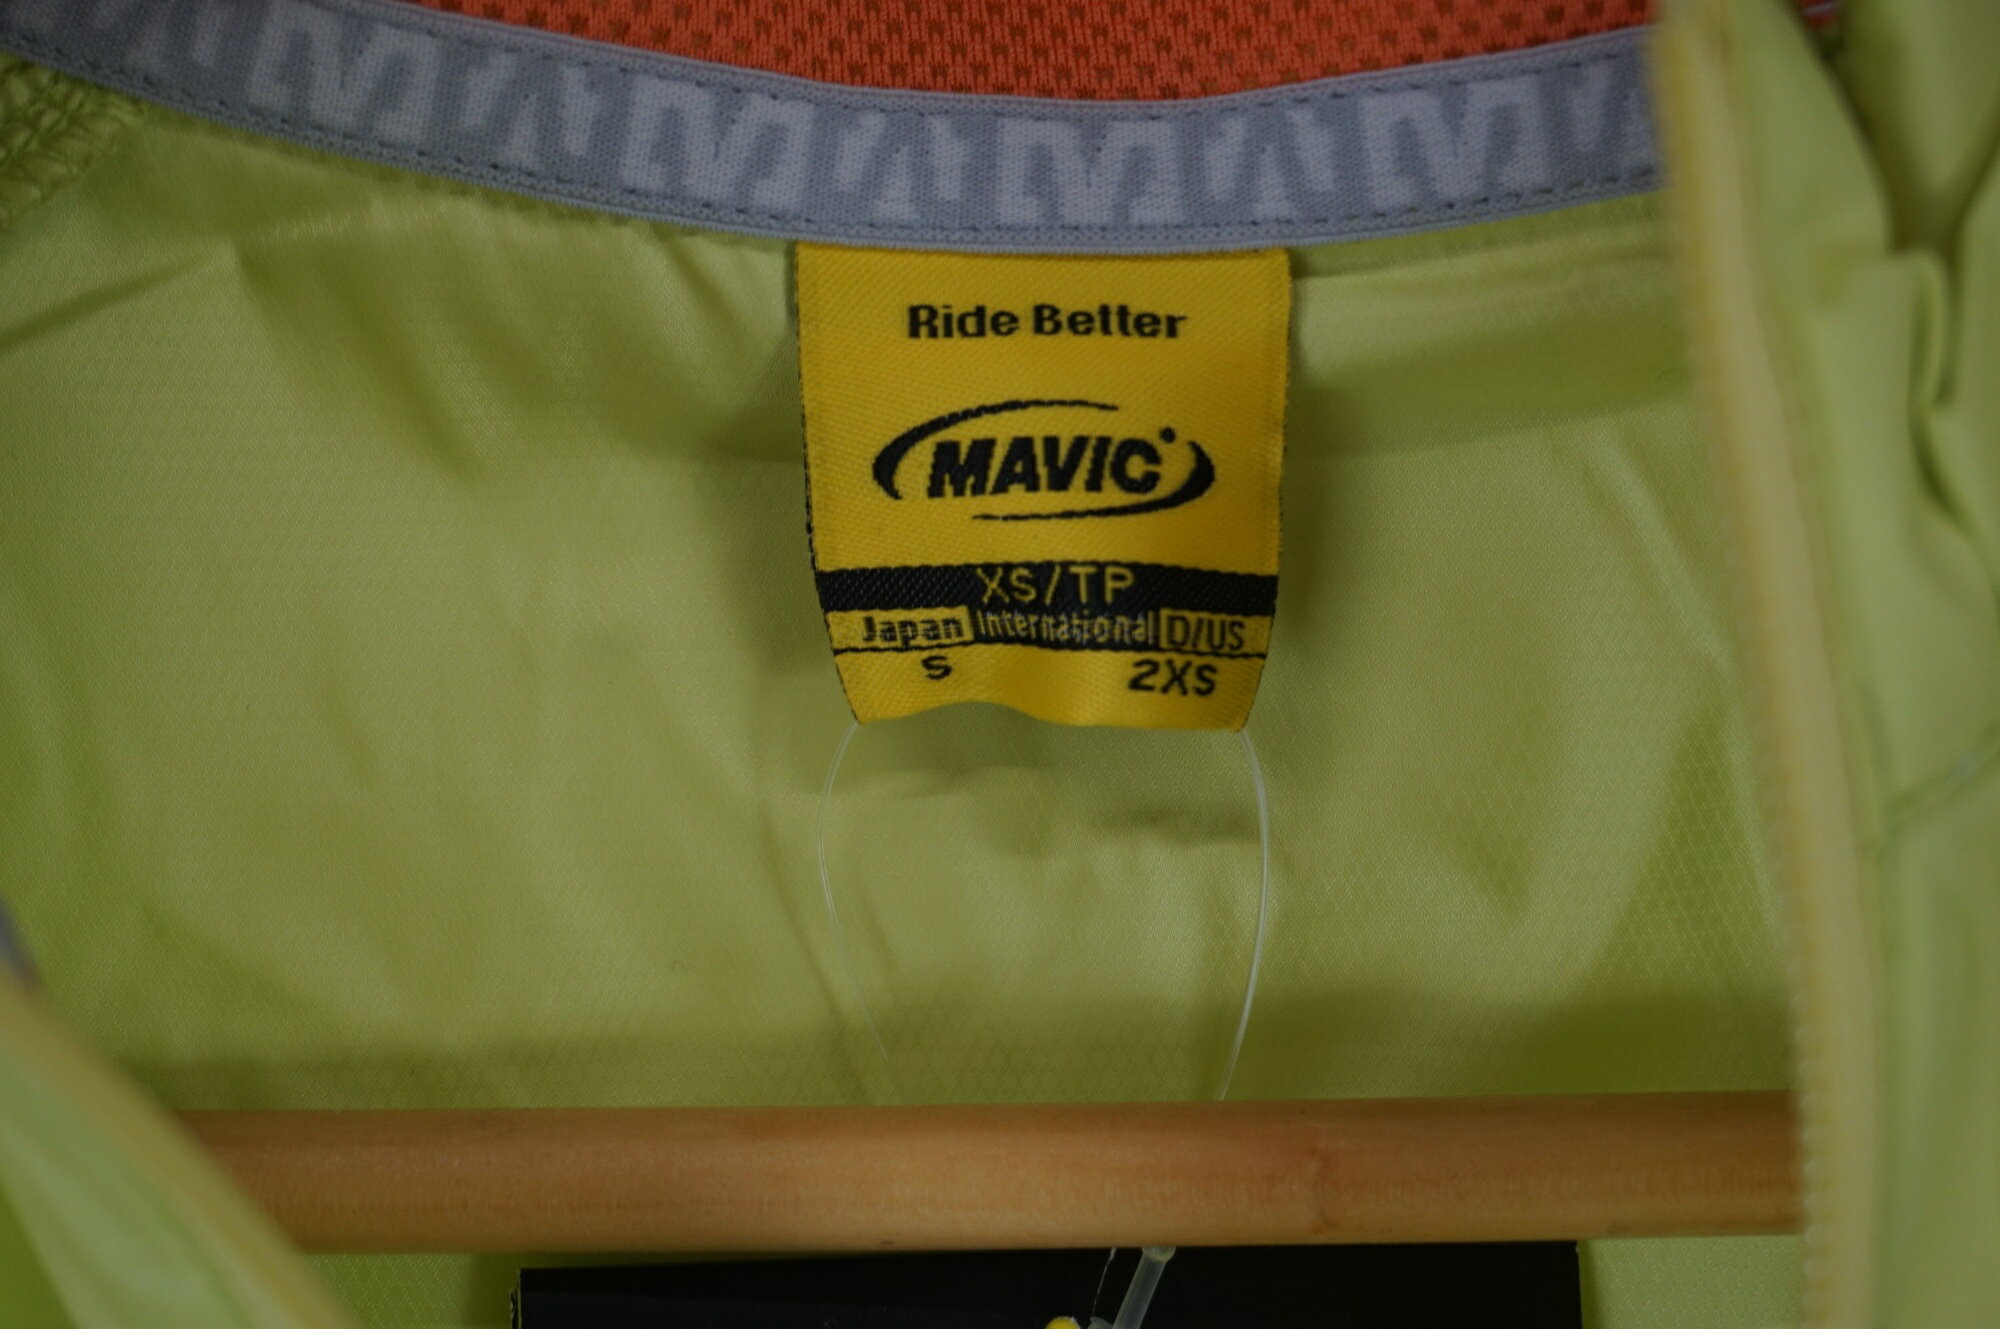 Ride Better
MAVIC
XS/TP
Japan International D/US
S 2XS